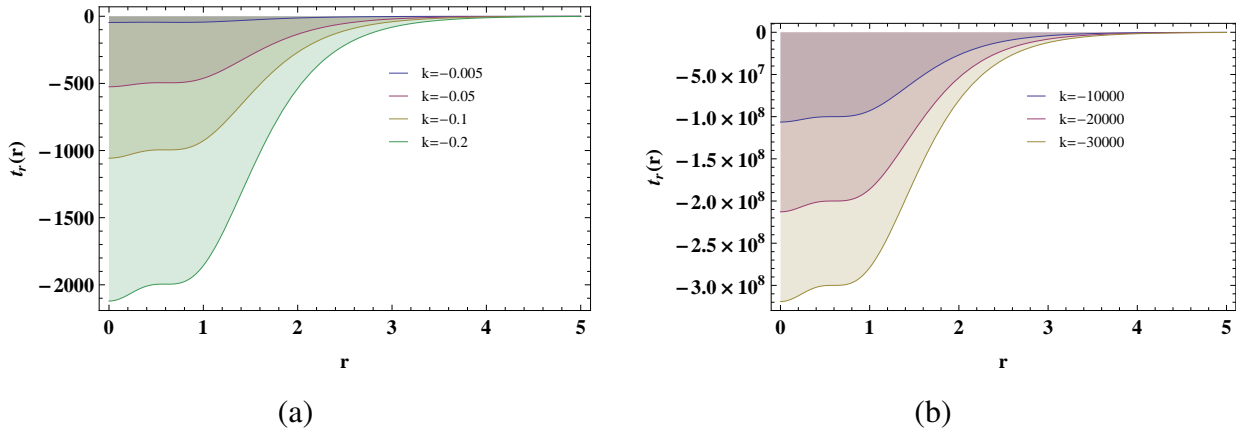 0
−500
−1000
−1500
−2000
t_r(r)
k=−0.005
k=−0.05
k=−0.1
k=−0.2
0 1 2 3 4 5
r
(a)
0
−5.0×10^7
−1.0×10^8
−1.5×10^8
−2.0×10^8
−2.5×10^8
−3.0×10^8
t_r(r)
k=−10000
k=−20000
k=−30000
0 1 2 3 4 5
r
(b)